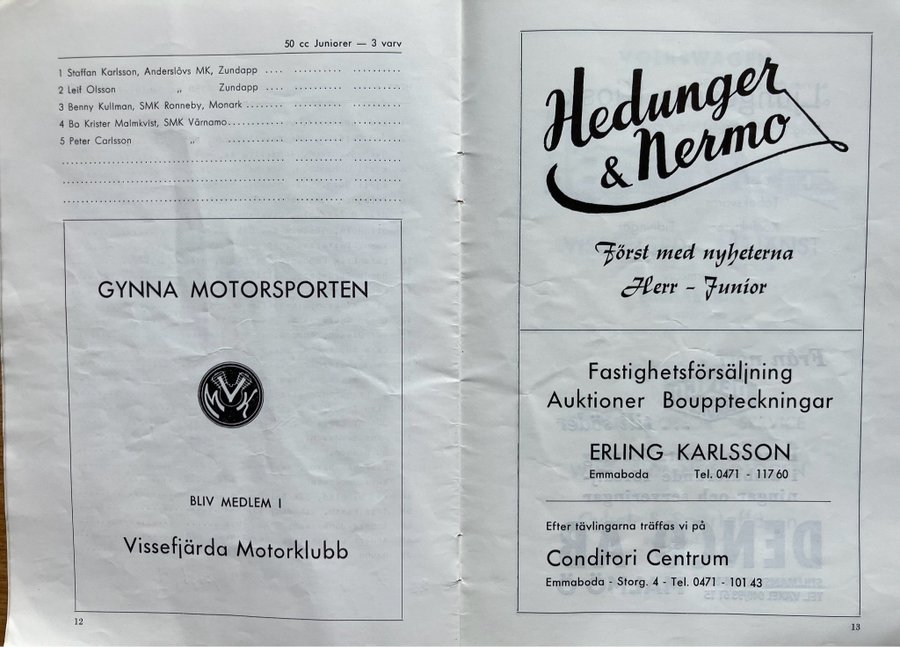 50 cc Juniorer — 3 varv
1 Staffan Karlsson, Anderslövs MK, Zundapp .... .......... ...........
2 Leif Olsson „ Zundapp .... .......... ...........
3 Benny Kullman, SMK Ronneby, Monark ........ .......... ...........
4 Bo Krister Malmkvist, SMK Värnamo............ .......... ...........
5 Peter Carlsson „ ............ .......... ...........
GYNNA MOTORSPORTEN
VMK
BLIV MEDLEM I
Vissefjärda Motorklubb
12
Hedunger
& Nermo
Först med nyheterna
Herr - Junior
Fastighetsförsäljning
Auktioner Bouppteckningar
ERLING KARLSSON
Emmaboda Tel. 0471 - 117 60
Efter tävlingarna träffas vi på
Conditori Centrum
Emmaboda - Storg. 4 - Tel. 0471 - 101 43
13